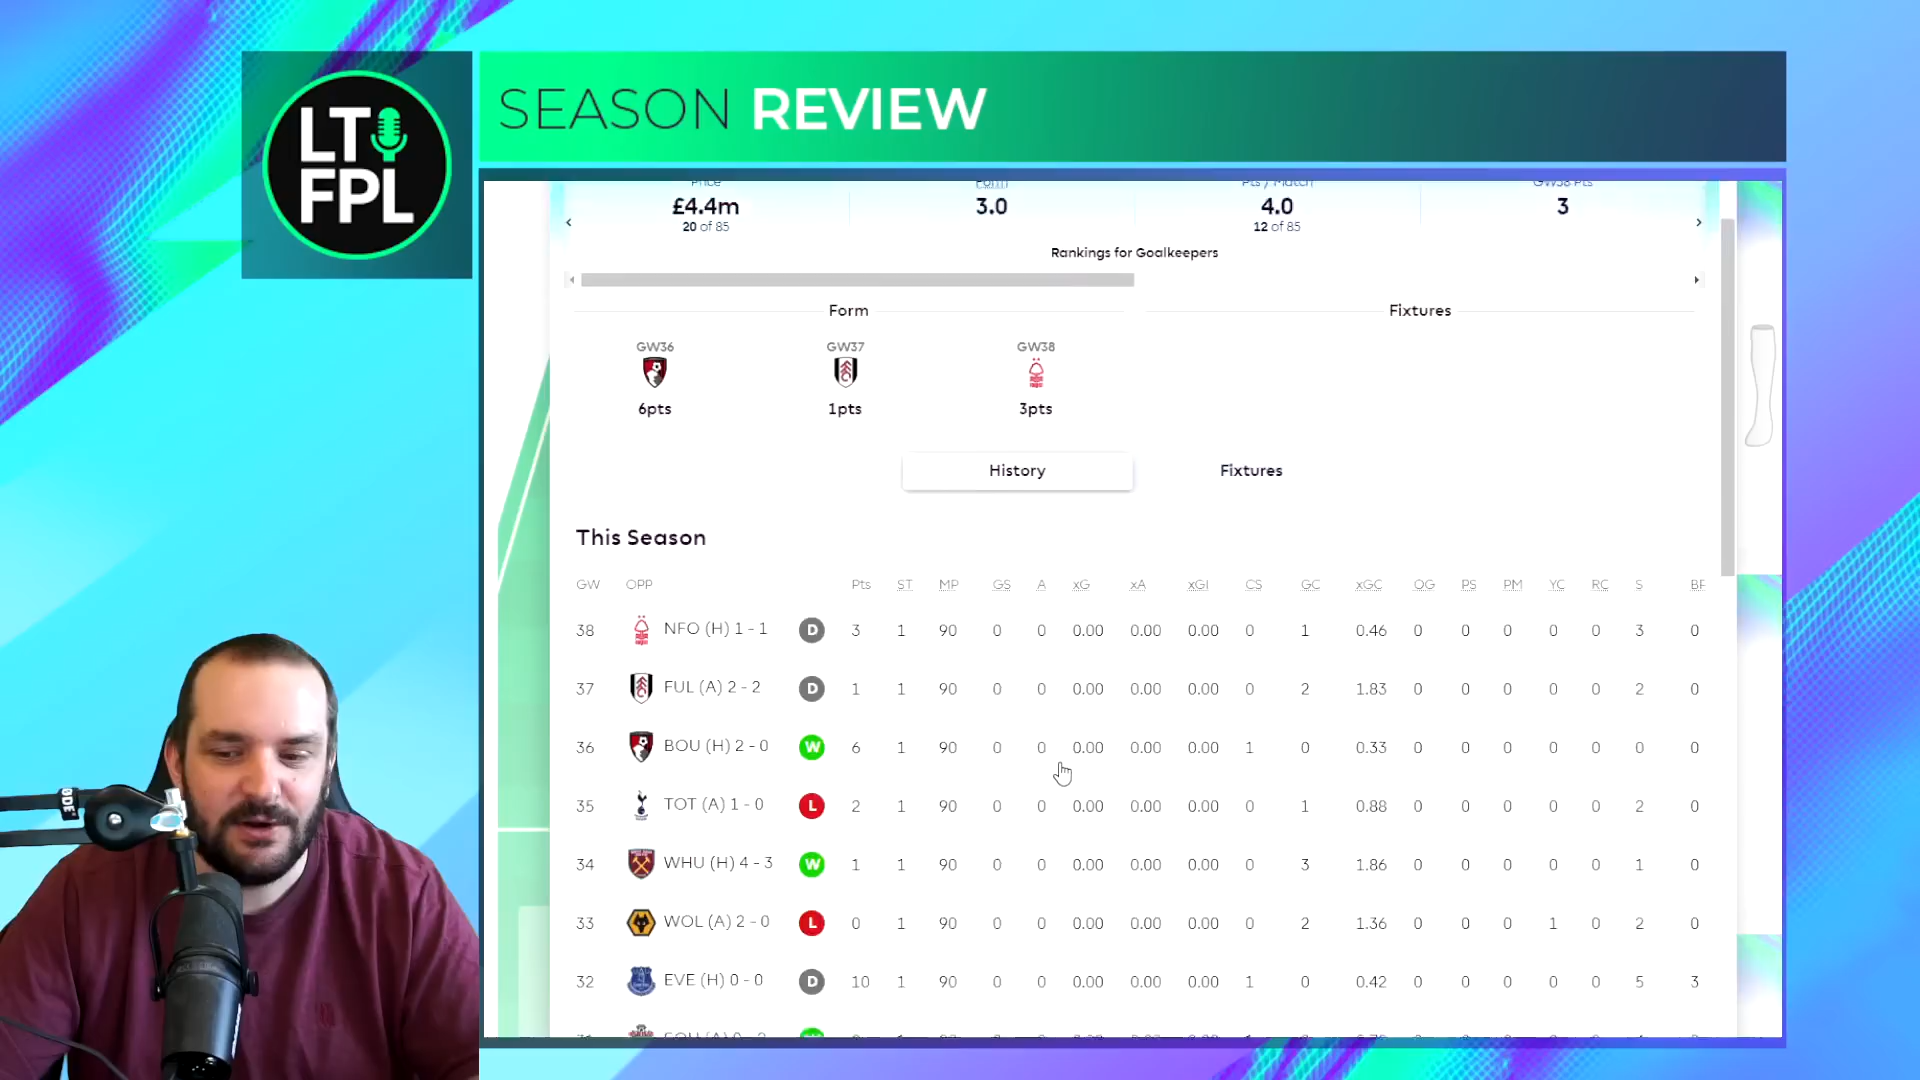 LT
FPL
SEASON REVIEW
Price Form Pts / Match GW38 Pts
£4.4m 3.0 4.0 3
20 of 85 12 of 85
Rankings for Goalkeepers
Form Fixtures
GW36 GW37 GW38
6pts 1pts 3pts
History Fixtures
This Season
GW OPP Pts ST MP GS A xG xA xGI CS GC xGC OG PS PM YC RC S
38 NFO (H) 1 - 1 D 3 1 90 0 0 0.00 0.00 0.00 0 1 0.46 0 0 0 0 0 3 0
37 FUL (A) 2 - 2 D 1 1 90 0 0 0.00 0.00 0.00 0 2 1.83 0 0 0 0 0 2 0
36 BOU (H) 2 - 0 W 6 1 90 0 0 0.00 0.00 0.00 1 0 0.33 0 0 0 0 0 0 0
35 TOT (A) 1 - 0 L 2 1 90 0 0 0.00 0.00 0.00 0 1 0.88 0 0 0 0 0 2 0
34 WHU (H) 4 - 3 W 1 1 90 0 0 0.00 0.00 0.00 0 3 1.86 0 0 0 0 0 1 0
33 WOL (A) 2 - 0 L 0 1 90 0 0 0.00 0.00 0.00 0 2 1.36 0 0 0 1 0 2 0
32 EVE (H) 0 - 0 D 10 1 90 0 0 0.00 0.00 0.00 1 0 0.42 0 0 0 0 0 5 3